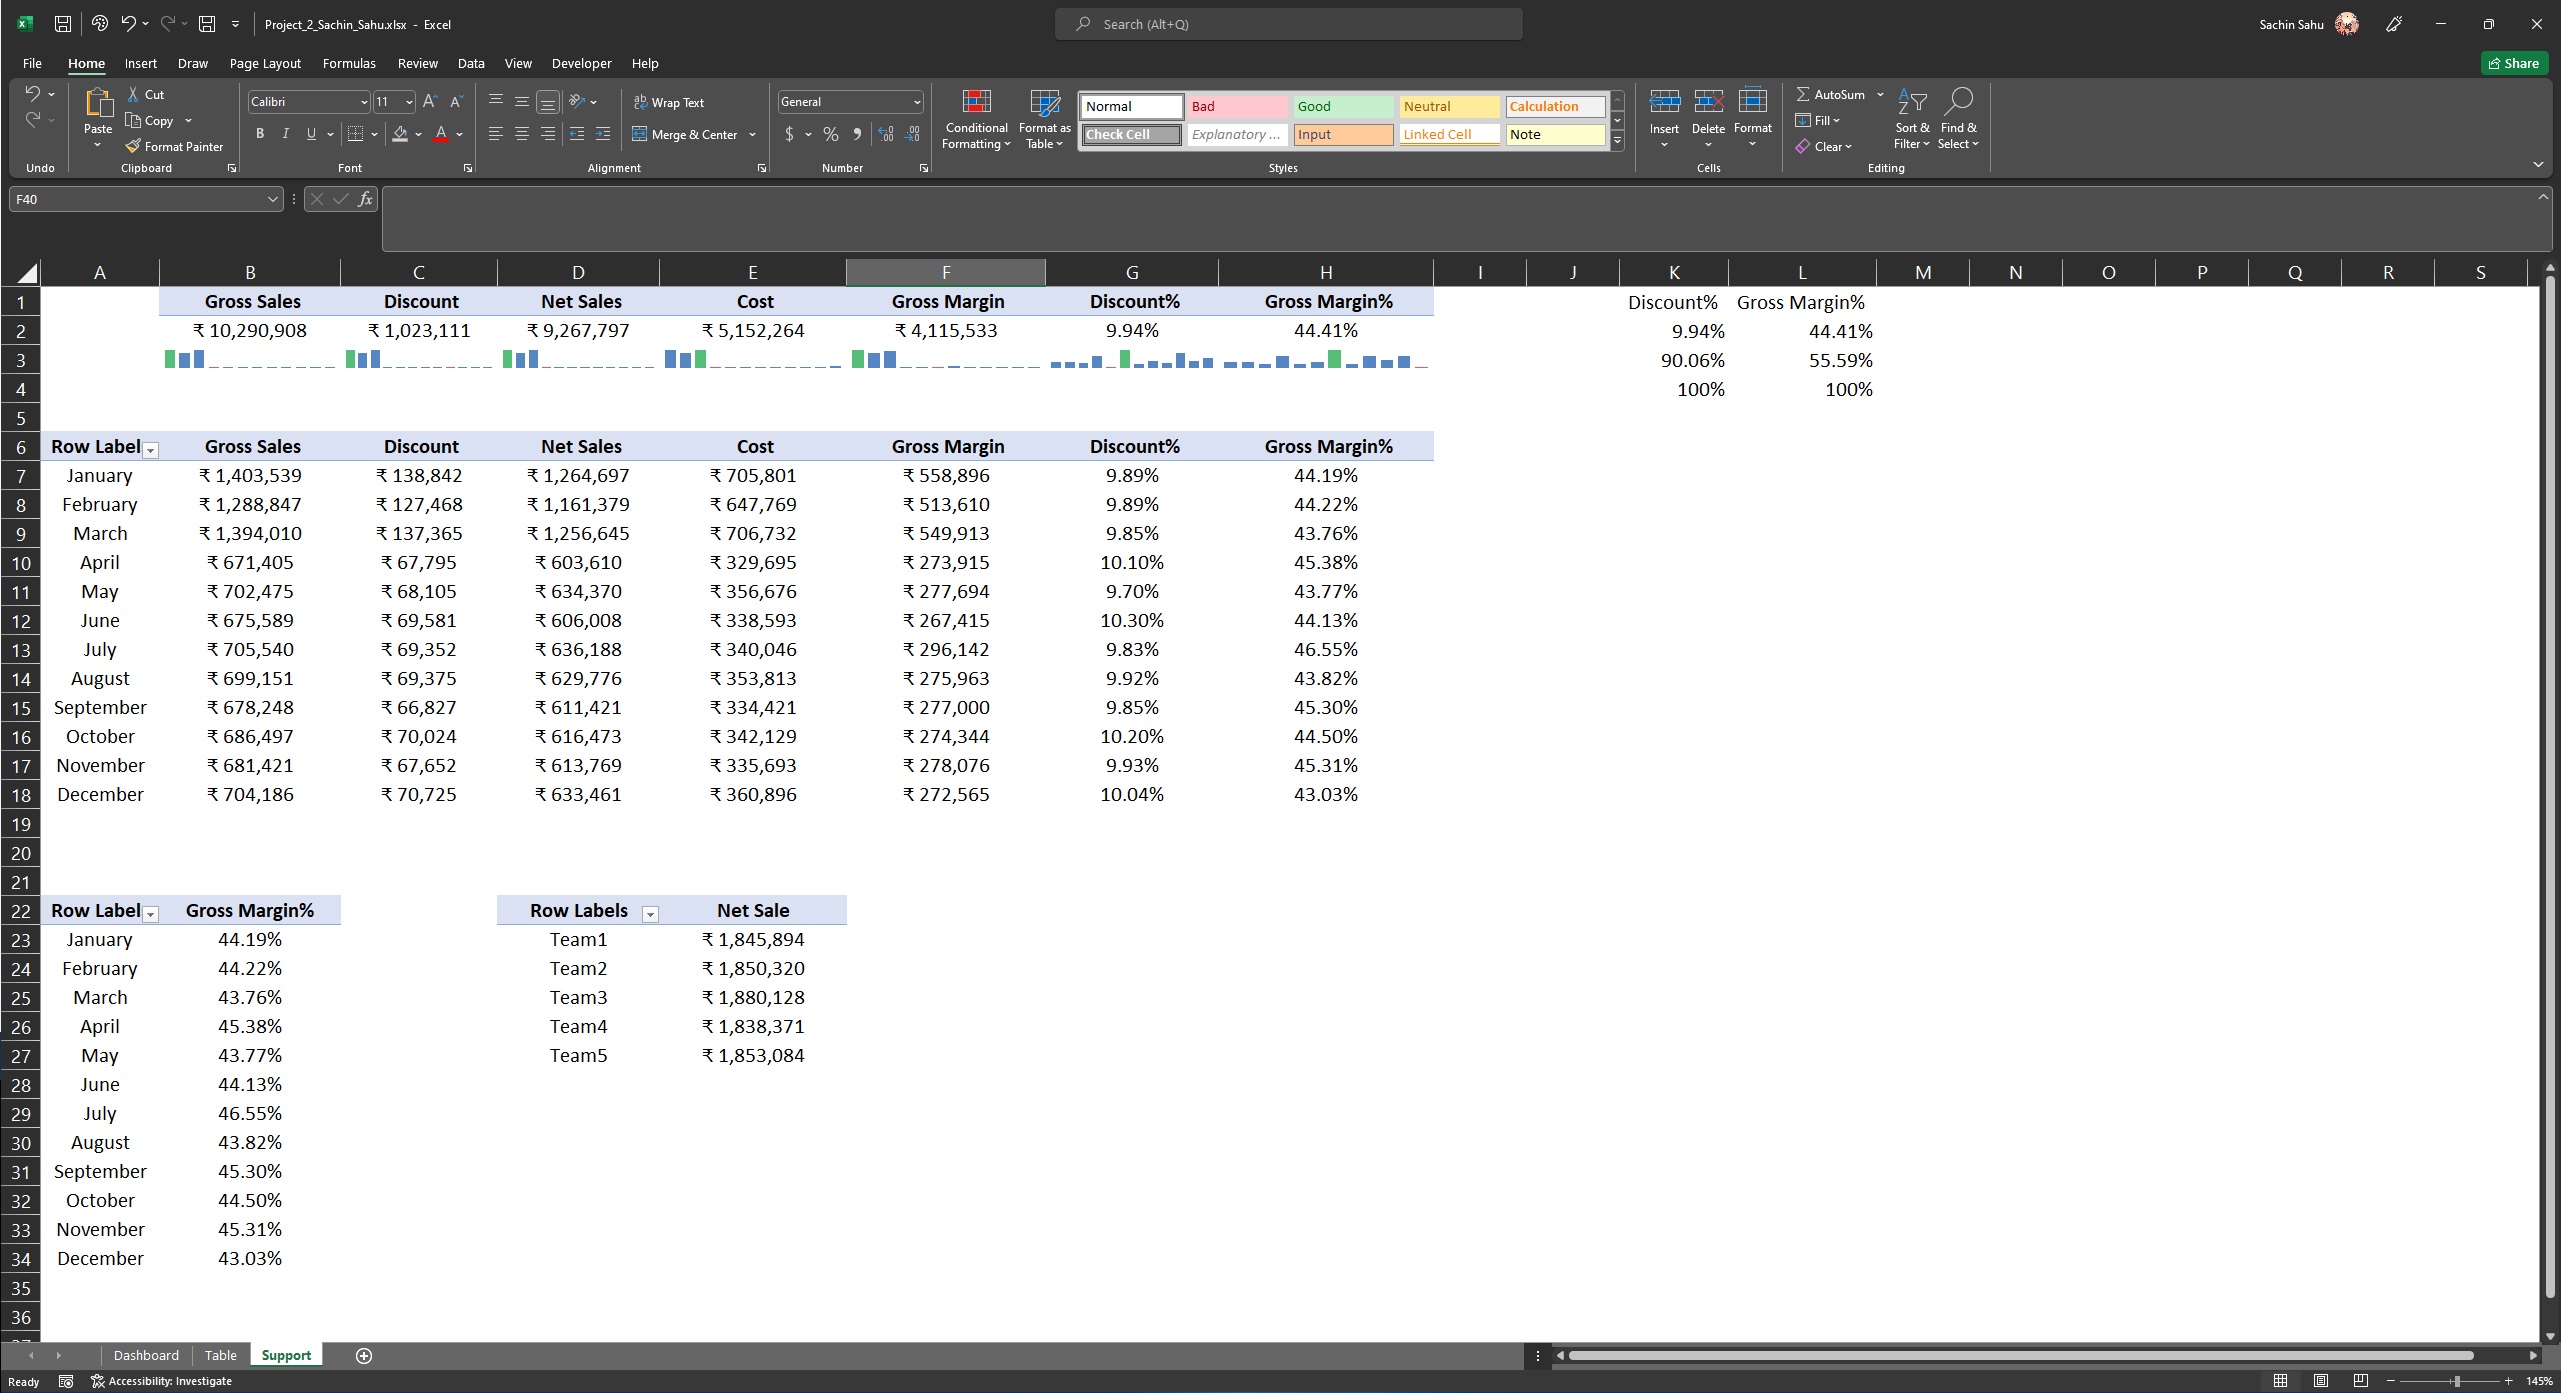 Project_2_Sachin_Sahu.xlsx - Excel
Search (Alt+Q)
Sachin Sahu
File Home Insert Draw Page Layout Formulas Review Data View Developer Help
Share
Paste
Cut
Copy
Format Painter
Calibri 11
B I U A
Wrap Text
Merge & Center
General
$ %
Conditional Formatting
Format as Table
Normal Bad Good Neutral Calculation
Check Cell Explanatory ... Input Linked Cell Note
Insert Delete Format
AutoSum
Fill
Clear
Sort & Filter
Find & Select
Undo Clipboard Font Alignment Number Styles Cells Editing
F40 fx
A B C D E F G H I J K L M N O P Q R S
1 Gross Sales Discount Net Sales Cost Gross Margin Discount% Gross Margin% Discount% Gross Margin%
2 ₹ 10,290,908 ₹ 1,023,111 ₹ 9,267,797 ₹ 5,152,264 ₹ 4,115,533 9.94% 44.41% 9.94% 44.41%
3 90.06% 55.59%
4 100% 100%
5
6 Row Label Gross Sales Discount Net Sales Cost Gross Margin Discount% Gross Margin%
7 January ₹ 1,403,539 ₹ 138,842 ₹ 1,264,697 ₹ 705,801 ₹ 558,896 9.89% 44.19%
8 February ₹ 1,288,847 ₹ 127,468 ₹ 1,161,379 ₹ 647,769 ₹ 513,610 9.89% 44.22%
9 March ₹ 1,394,010 ₹ 137,365 ₹ 1,256,645 ₹ 706,732 ₹ 549,913 9.85% 43.76%
10 April ₹ 671,405 ₹ 67,795 ₹ 603,610 ₹ 329,695 ₹ 273,915 10.10% 45.38%
11 May ₹ 702,475 ₹ 68,105 ₹ 634,370 ₹ 356,676 ₹ 277,694 9.70% 43.77%
12 June ₹ 675,589 ₹ 69,581 ₹ 606,008 ₹ 338,593 ₹ 267,415 10.30% 44.13%
13 July ₹ 705,540 ₹ 69,352 ₹ 636,188 ₹ 340,046 ₹ 296,142 9.83% 46.55%
14 August ₹ 699,151 ₹ 69,375 ₹ 629,776 ₹ 353,813 ₹ 275,963 9.92% 43.82%
15 September ₹ 678,248 ₹ 66,827 ₹ 611,421 ₹ 334,421 ₹ 277,000 9.85% 45.30%
16 October ₹ 686,497 ₹ 70,024 ₹ 616,473 ₹ 342,129 ₹ 274,344 10.20% 44.50%
17 November ₹ 681,421 ₹ 67,652 ₹ 613,769 ₹ 335,693 ₹ 278,076 9.93% 45.31%
18 December ₹ 704,186 ₹ 70,725 ₹ 633,461 ₹ 360,896 ₹ 272,565 10.04% 43.03%
19
20
21
22 Row Label Gross Margin% Row Labels Net Sale
23 January 44.19% Team1 ₹ 1,845,894
24 February 44.22% Team2 ₹ 1,850,320
25 March 43.76% Team3 ₹ 1,880,128
26 April 45.38% Team4 ₹ 1,838,371
27 May 43.77% Team5 ₹ 1,853,084
28 June 44.13%
29 July 46.55%
30 August 43.82%
31 September 45.30%
32 October 44.50%
33 November 45.31%
34 December 43.03%
35
36
Dashboard Table Support
Ready Accessibility: Investigate 145%